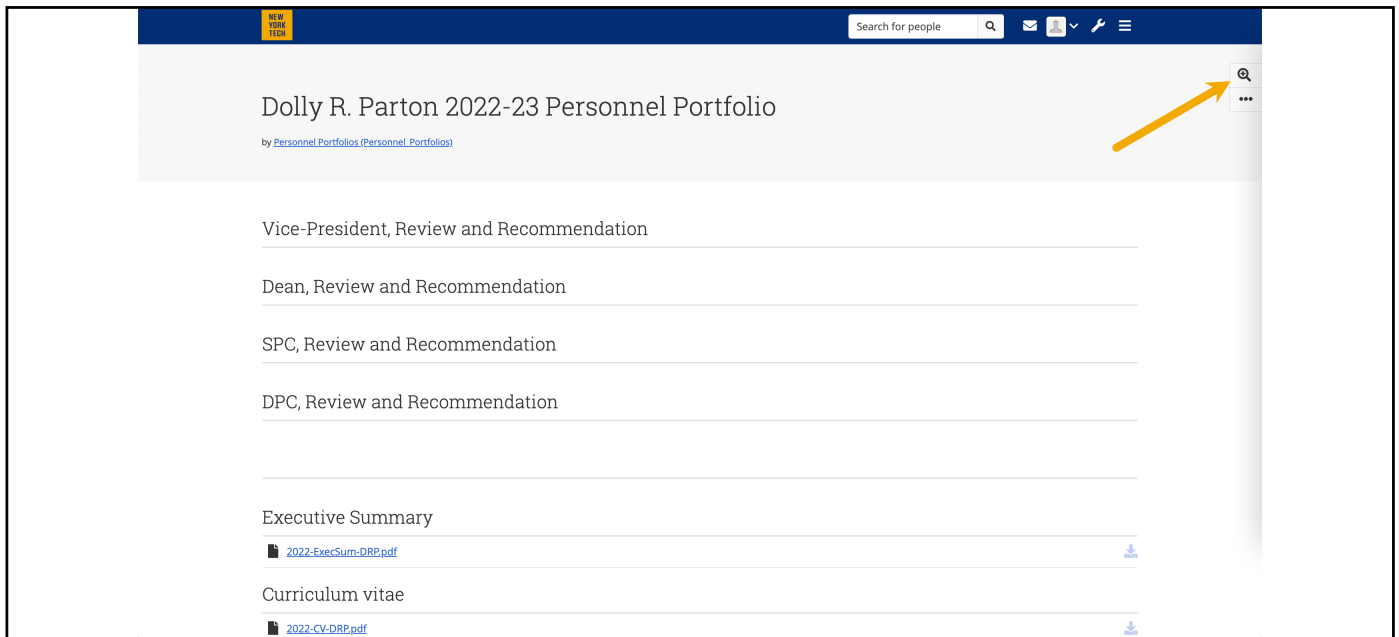 NEW
YORK
TECH
Search for people
Dolly R. Parton 2022-23 Personnel Portfolio
by Personnel Portfolios (Personnel_Portfolios)
Vice-President, Review and Recommendation
Dean, Review and Recommendation
SPC, Review and Recommendation
DPC, Review and Recommendation
Executive Summary
2022-ExecSum-DRP.pdf
Curriculum vitae
2022-CV-DRP.pdf